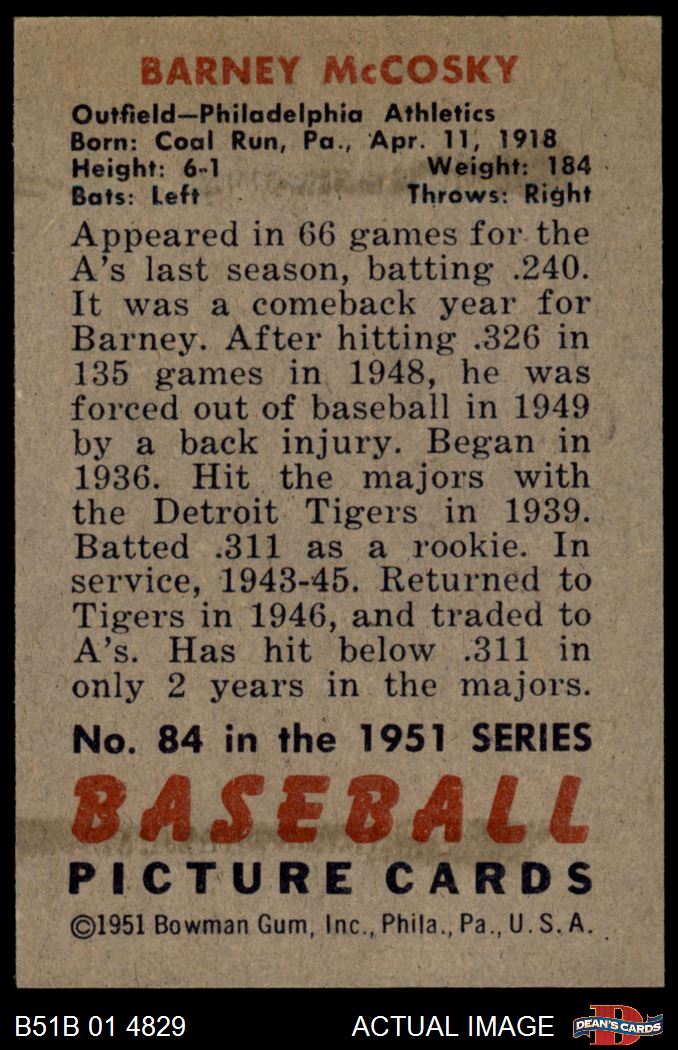 BARNEY McCOSKY
Outfield—Philadelphia Athletics
Born: Coal Run, Pa., Apr. 11, 1918
Height: 6-1 Weight: 184
Bats: Left Throws: Right
Appeared in 66 games for the
A's last season, batting .240.
It was a comeback year for
Barney. After hitting .326 in
135 games in 1948, he was
forced out of baseball in 1949
by a back injury. Began in
1936. Hit the majors with
the Detroit Tigers in 1939.
Batted .311 as a rookie. In
service, 1943-45. Returned to
Tigers in 1946, and traded to
A's. Has hit below .311 in
only 2 years in the majors.
No. 84 in the 1951 SERIES
BASEBALL
PICTURE CARDS
©1951 Bowman Gum, Inc., Phila., Pa., U.S.A.
B51B 01 4829 ACTUAL IMAGE D DEAN'S CARDS